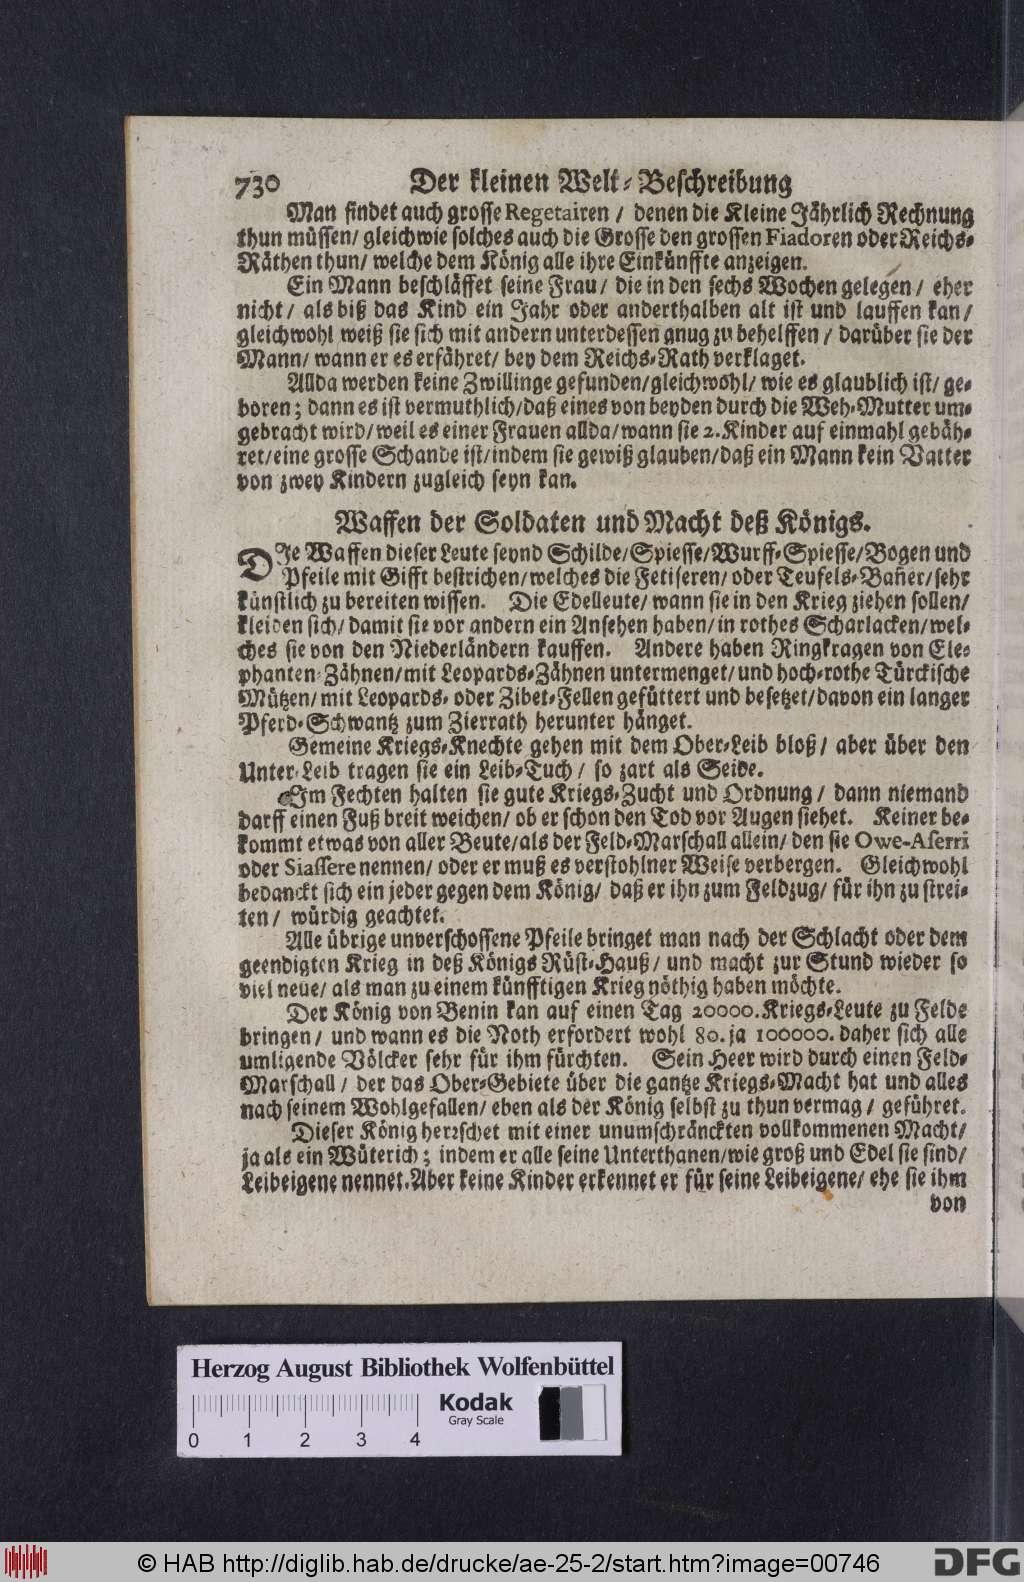 730 Der kleinen Welt-Beschreibung
Man findet auch grosse Regetairen / denen die Kleine Jährlich Rechnung
thun müssen/ gleichwie solches auch die Grosse den grossen Fiadoren oder Reichs-
Räthen thun/ welche dem König alle ihre Einkünffte anzeigen.
Ein Mann beschläffet seine Frau/ die in den sechs Wochen gelegen / eher
nicht / als biß das Kind ein Jahr oder anderthalben alt ist und lauffen kan/
gleichwohl weiß sie sich mit andern unterdessen gnug zu behelffen / darüber sie der
Mann/ wann er es erfähret/ bey dem Reichs-Rath verklaget.
Allda werden keine Zwillinge gefunden/gleichwohl/ wie es glaublich ist/ ge-
boren; dann es ist vermuthlich/daß eines von beyden durch die Weh-Mutter um-
gebracht wird/weil es einer Frauen allda/wann sie 2. Kinder auf einmahl gebäh-
ret/eine grosse Schande ist/indem sie gewiß glauben/daß ein Mann kein Vatter
von zwey Kindern zugleich seyn kan.
Waffen der Soldaten und Macht deß Königs.
DIe Waffen dieser Leute seynd Schilde/Spiesse/Wurff-Spiesse/Bogen und
Pfeile mit Gifft bestrichen/welches die Fetiseren/ oder Teufels-Bañer/sehr
künstlich zu bereiten wissen. Die Edelleute/ wann sie in den Krieg ziehen sollen/
kleiden sich/ damit sie vor andern ein Ansehen haben/in rothes Scharlacken/wel-
ches sie von den Niederländern kauffen. Andere haben Ringkragen von Ele-
phanten-Zähnen/mit Leopards-Zähnen untermenget/und hoch-rothe Türckische
Mützen/mit Leopards- oder Zibet-Fellen gefüttert und besetzet/davon ein langer
Pferd-Schwantz zum Zierrath herunter hänget.
Gemeine Kriegs-Knechte gehen mit dem Ober-Leib bloß/ aber über den
Unter-Leib tragen sie ein Leib-Tuch / so zart als Seide.
Im Fechten halten sie gute Kriegs-Zucht und Ordnung / dann niemand
darff einen Fuß breit weichen/ ob er schon den Tod vor Augen siehet. Keiner be-
kommt etwas von aller Beute/als der Feld-Marschall allein/ den sie Owe-Aserri
oder Siassere nennen/ oder er muß es verstohlner Weise verbergen. Gleichwohl
bedanckt sich ein jeder gegen dem König/ daß er ihn zum Feldzug/ für ihn zu strei-
ten / würdig geachtet.
Alle übrige unverschossene Pfeile bringet man nach der Schlacht oder dem
geendigten Krieg in deß Königs Rüst-Hauß/ und macht zur Stund wieder so
viel neue/ als man zu einem künfftigen Krieg nöthig haben möchte.
Der König von Benin kan auf einen Tag 20000. Kriegs-Leute zu Felde
bringen/ und wann es die Noth erfordert wohl 80. ja 100000. daher sich alle
umligende Völcker sehr für ihm fürchten. Sein Heer wird durch einen Feld-
Marschall / der das Ober-Gebiete über die gantze Kriegs-Macht hat und alles
nach seinem Wohlgefallen/ eben als der König selbst zu thun vermag / geführet.
Dieser König herrschet mit einer unumschränckten vollkommenen Macht/
ja als ein Wüterich; indem er alle seine Unterthanen/wie groß und Edel sie sind/
Leibeigene nennet. Aber keine Kinder erkennet er für seine Leibeigene/ ehe sie ihm
von
Herzog August Bibliothek Wolfenbüttel
Kodak
Gray Scale
0 1 2 3 4
© HAB http://diglib.hab.de/drucke/ae-25-2/start.htm?image=00746
DFG